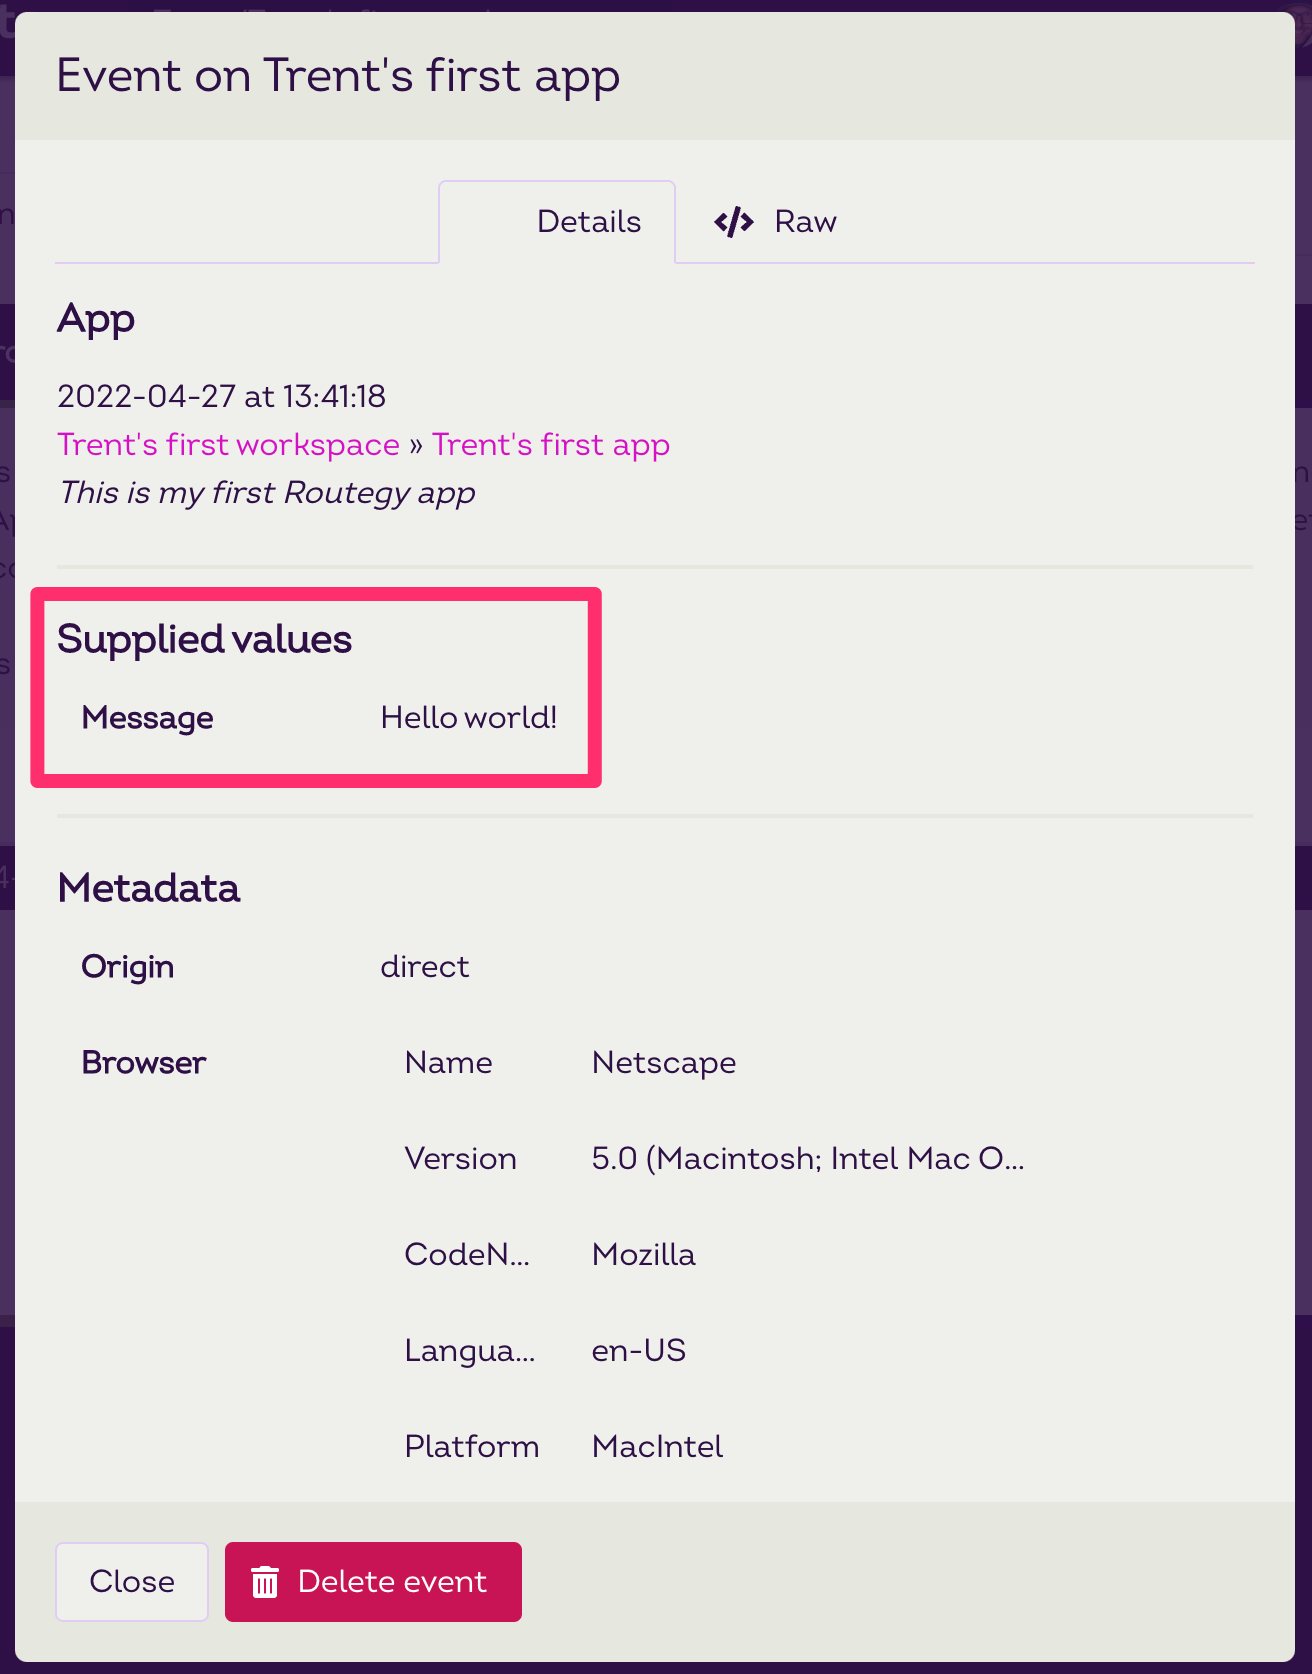 Event on Trent's first app
Details
Raw
App
2022-04-27 at 13:41:18
Trent's first workspace » Trent's first app
This is my first Routegy app
Supplied values
Message Hello world!
Metadata
Origin direct
Browser Name Netscape
Version 5.0 (Macintosh; Intel Mac O...
CodeN... Mozilla
Langua... en-US
Platform MacIntel
Close
Delete event